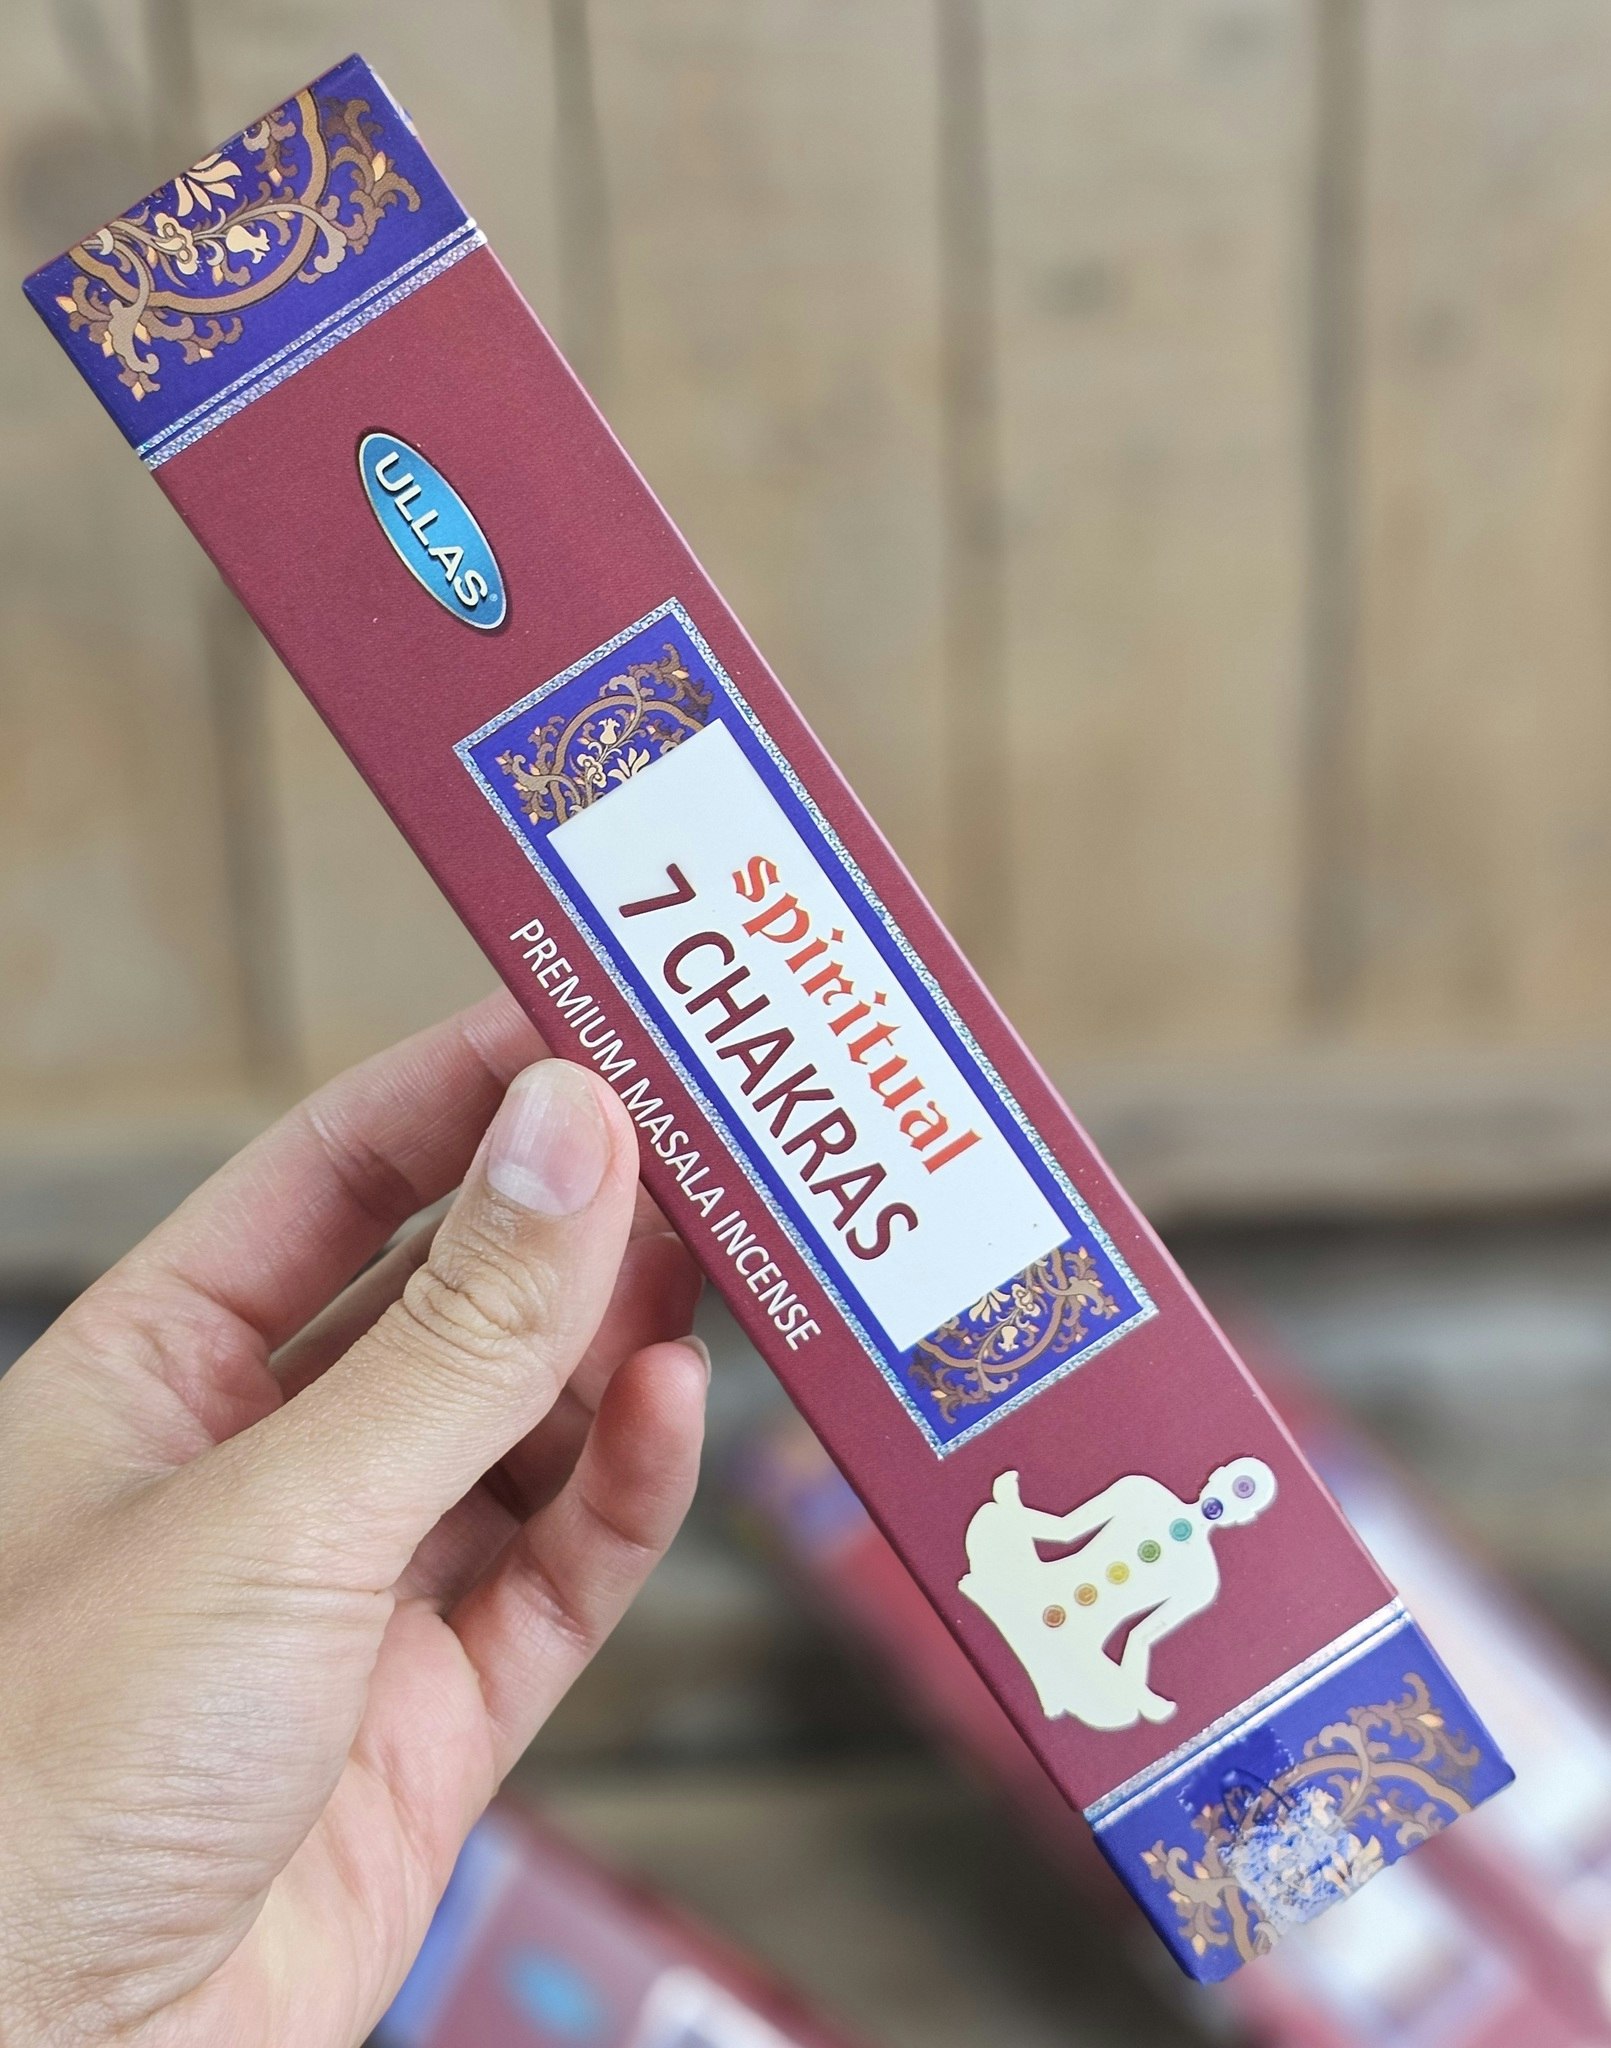 ULLAS
spiritual
7 CHAKRAS
PREMIUM MASALA INCENSE